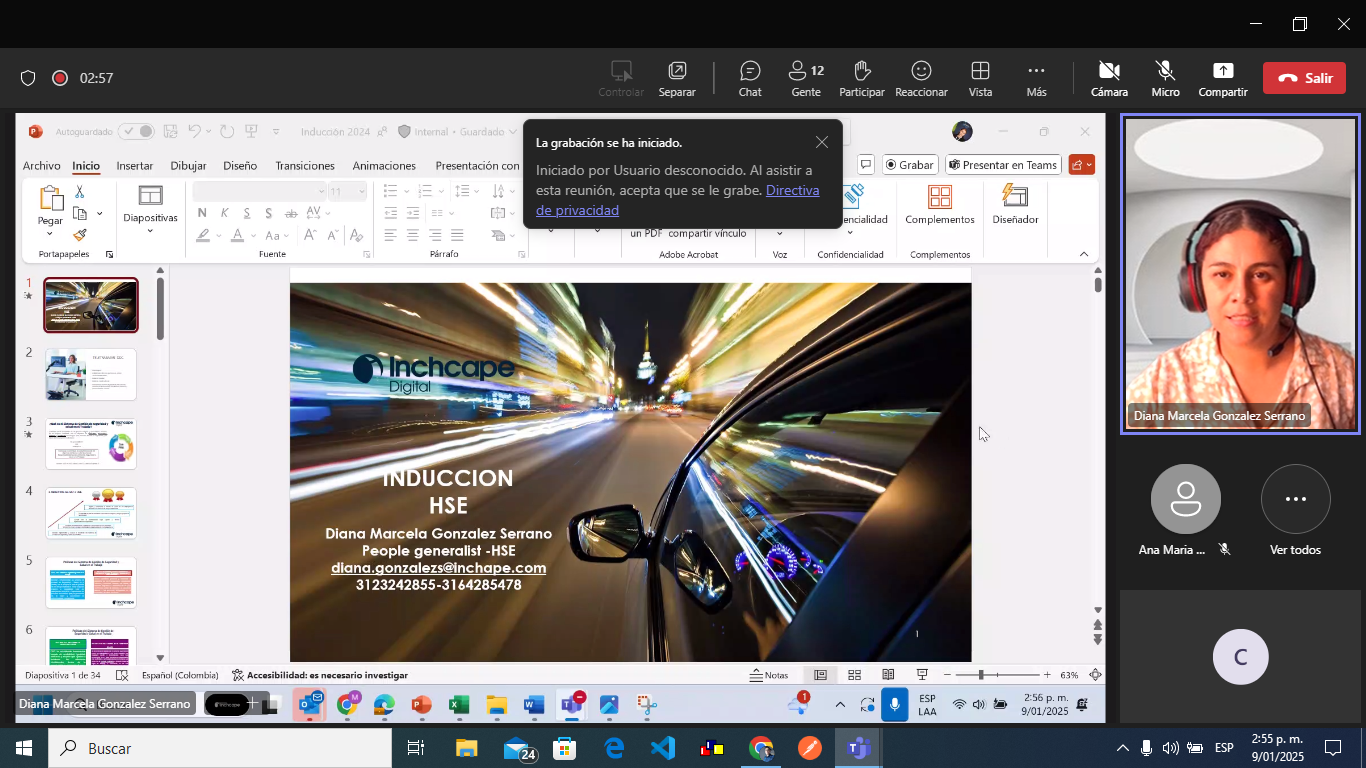 02:57
Controlar
Separar
Chat
12
Gente
Participar
Reaccionar
Vista
Más
Cámara
Micro
Compartir
Salir
Autoguardado
Inducción 2024
Internal • Guardado
La grabación se ha iniciado.
Iniciado por Usuario desconocido. Al asistir a
esta reunión, acepta que se le grabe. Directiva
de privacidad
Archivo
Inicio
Insertar
Dibujar
Diseño
Transiciones
Animaciones
Presentación con
Grabar
Presentar en Teams
Pegar
Diapositivas
11
N K S S ab AV
Aa
un PDF compartir vínculo
Complementos
Diseñador
Portapapeles
Fuente
Párrafo
Adobe Acrobat
Voz
Confidencialidad
Complementos
1
2
3
4
5
6
Inchcape
Digital
INDUCCION
HSE
Diana Marcela Gonzalez Serrano
People generalist -HSE
diana.gonzalezs@inchape.com
3123242855-3164285478
1
Diana Marcela Gonzalez Serrano
Ana Maria ...
Ver todos
C
Diapositiva 1 de 34
Español (Colombia)
Accesibilidad: es necesario investigar
Notas
63%
Diana Marcela Gonzalez Serrano
1
ESP
LAA
2:56 p. m.
9/01/2025
Buscar
24
ESP
2:55 p. m.
9/01/2025